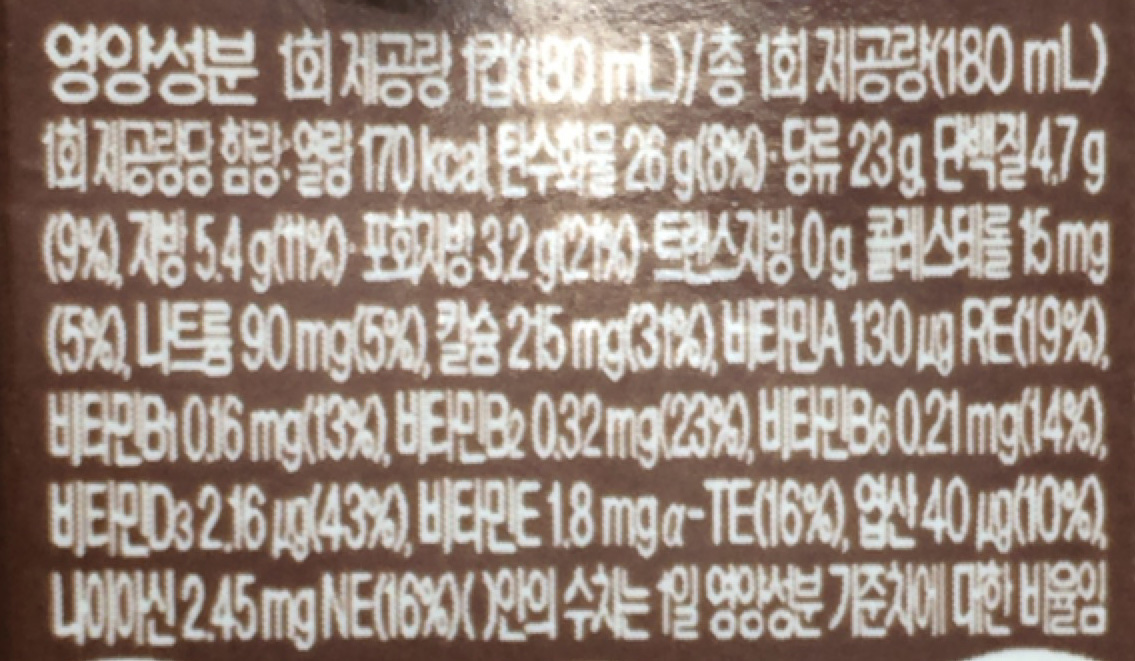 영양성분 1회 제공량 1컵(180 mL)/총 1회 제공량(180 mL)
1회 제공량당 함량: 열량 170 kcal, 탄수화물 26 g(8%)· 당류 23 g, 단백질 4.7 g
(9%), 지방 5.4 g(11%)· 포화지방 3.2 g(21%)· 트랜스지방 0 g, 콜레스테롤 15 mg
(5%), 나트륨 90 mg(5%), 칼슘 215 mg(31%), 비타민A 130 µg RE(19%),
비타민B₁ 0.16 mg(13%), 비타민B₂ 0.32 mg(23%), 비타민B₆ 0.21 mg(14%),
비타민D₃ 2.16 µg(43%), 비타민E 1.8 mg α-TE(16%), 엽산 40 µg(10%),
나이아신 2.45 mg NE(16%)( )안의 수치는 1일 영양성분 기준치에 대한 비율임